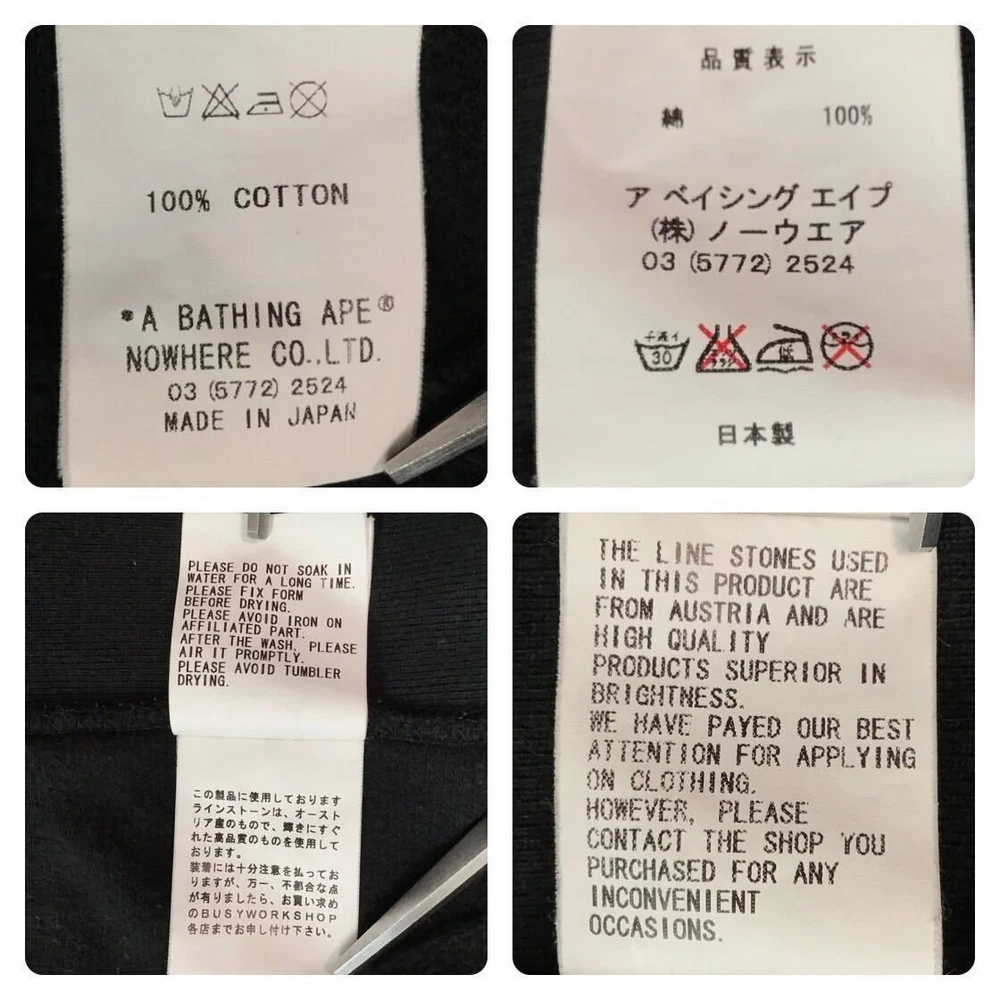 100% COTTON
*A BATHING APE®
NOWHERE CO.,LTD.
03 (5772) 2524
MADE IN JAPAN
品質表示
綿 100%
ア ベイシング エイプ
(株) ノーウエア
03 (5772) 2524
30 低
日本製
PLEASE DO NOT SOAK IN
WATER FOR A LONG TIME.
PLEASE FIX FORM
BEFORE DRYING.
PLEASE AVOID IRON ON
AFFILIATED PART.
AFTER THE WASH, PLEASE
AIR IT PROMPTLY.
PLEASE AVOID TUMBLER
DRYING.
この製品に使用しております
ラインストーンは、オースト
リア産のもので、輝きにすぐ
れた高品質のものを使用して
おります。
装着には十分注意を払ってお
りますが、万一、不都合な点
が有りましたら、お買い求め
のBUSYWORKSHOP
各店までお申し付け下さい。
THE LINE STONES USED
IN THIS PRODUCT ARE
FROM AUSTRIA AND ARE
HIGH QUALITY
PRODUCTS SUPERIOR IN
BRIGHTNESS.
WE HAVE PAYED OUR BEST
ATTENTION FOR APPLYING
ON CLOTHING.
HOWEVER, PLEASE
CONTACT THE SHOP YOU
PURCHASED FOR ANY
INCONVENIENT
OCCASIONS.